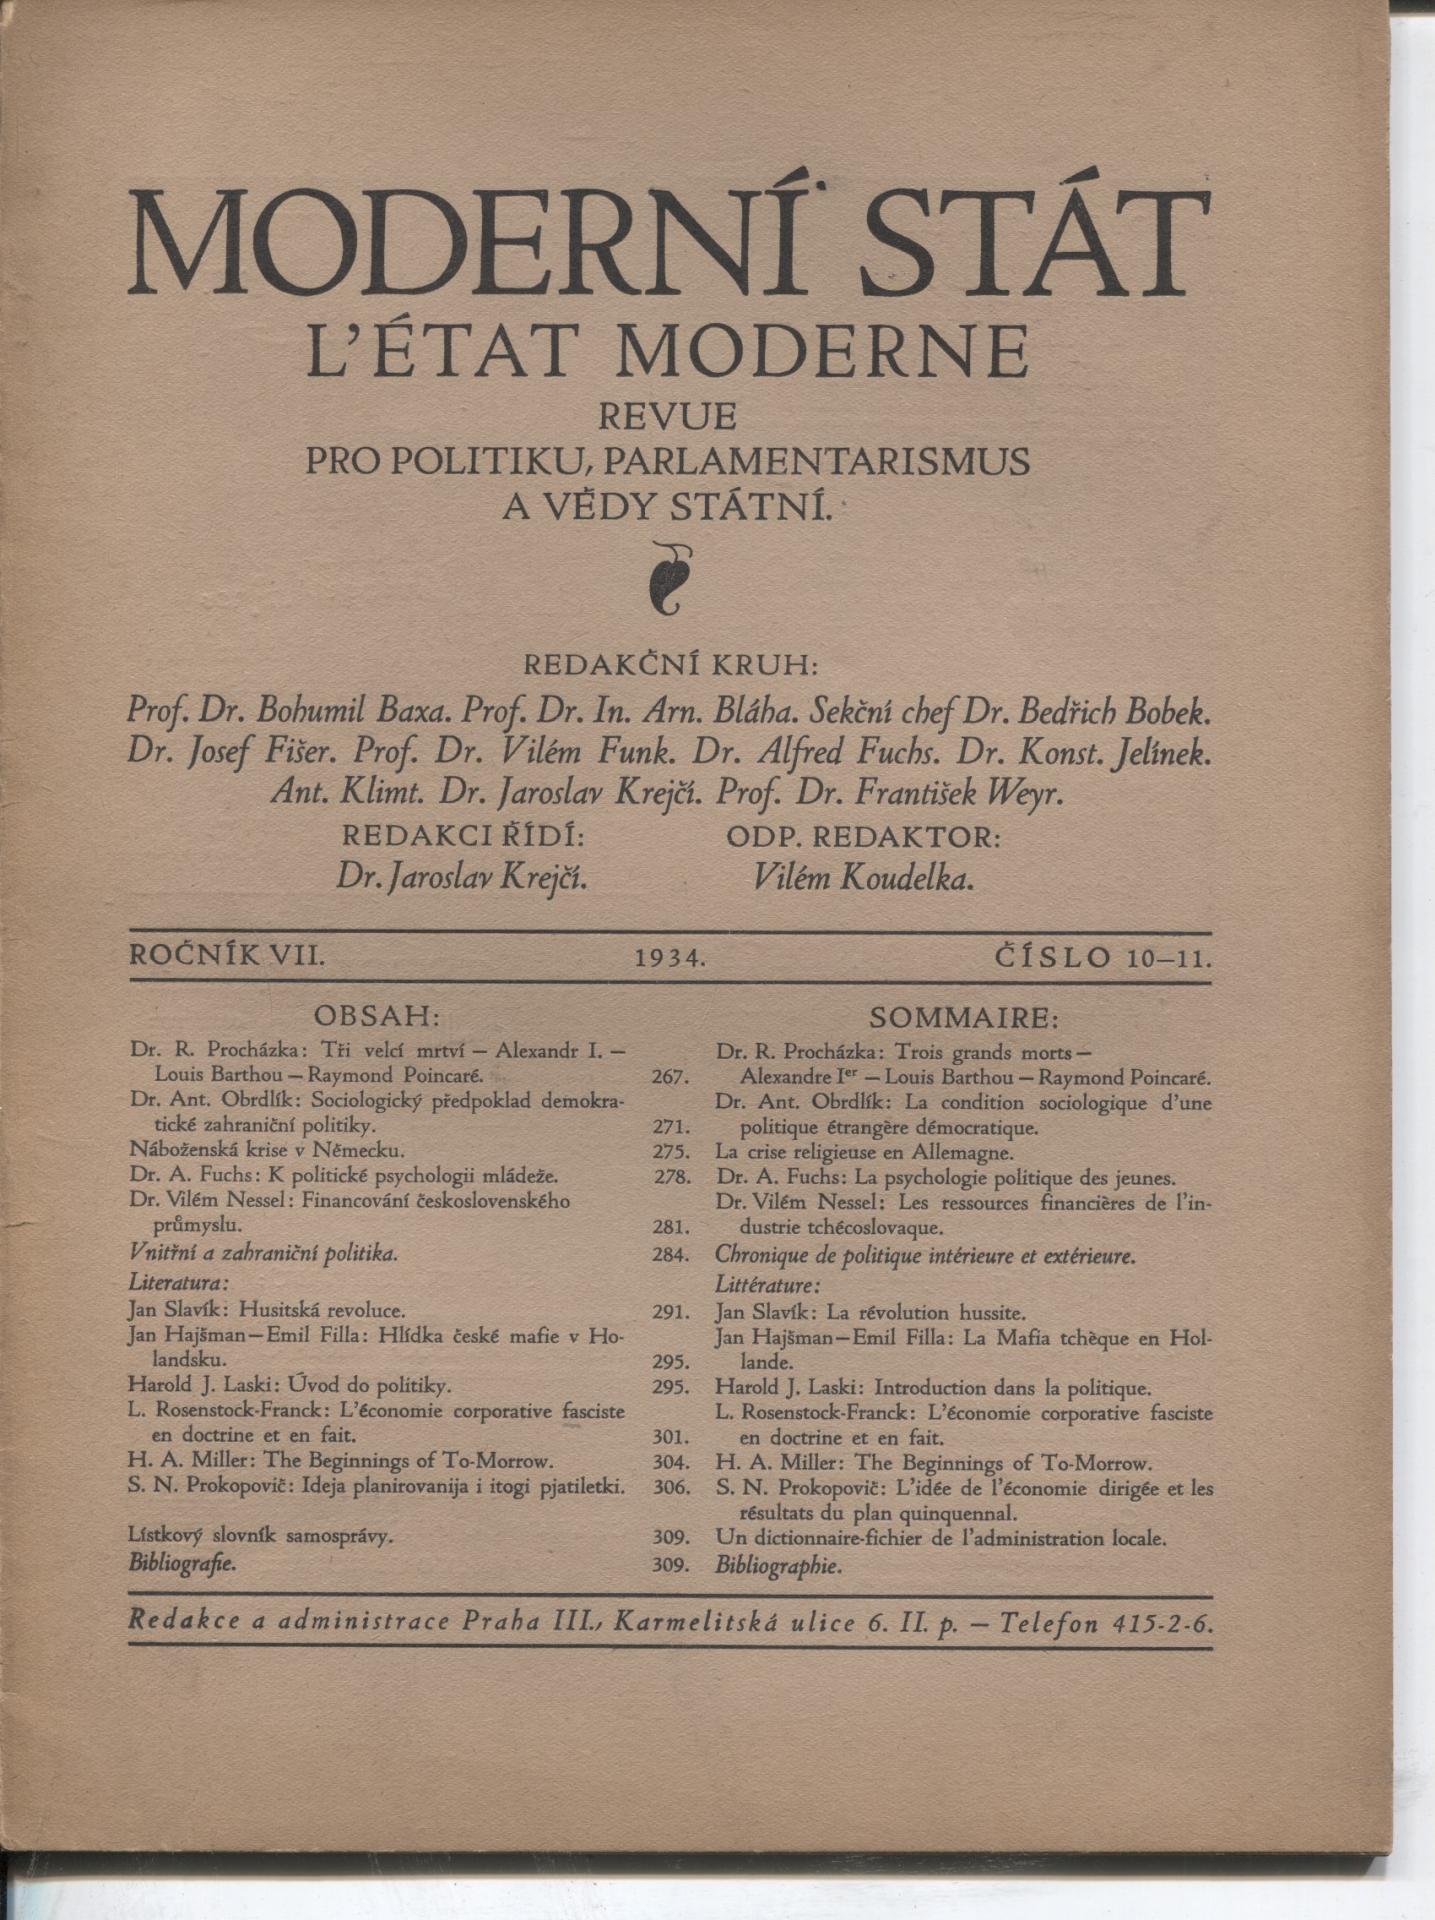 MODERNÍ STÁT
L'ÉTAT MODERNE
REVUE
PRO POLITIKU, PARLAMENTARISMUS
A VĚDY STÁTNÍ.
REDAKČNÍ KRUH:
Prof. Dr. Bohumil Baxa. Prof. Dr. In. Arn. Bláha. Sekční chef Dr. Bedřich Bobek.
Dr. Josef Fišer. Prof. Dr. Vilém Funk. Dr. Alfred Fuchs. Dr. Konst. Jelínek.
Ant. Klimt. Dr. Jaroslav Krejčí. Prof. Dr. František Weyr.
REDAKCI ŘÍDÍ:
Dr. Jaroslav Krejčí.
ODP. REDAKTOR:
Vilém Koudelka.
ROČNÍK VII. 1934. ČÍSLO 10–11.
OBSAH:
Dr. R. Procházka: Tři velcí mrtví — Alexandr I. —
Louis Barthou — Raymond Poincaré. 267.
Dr. Ant. Obrdlík: Sociologický předpoklad demokra-
tické zahraniční politiky. 271.
Náboženská krise v Německu. 275.
Dr. A. Fuchs: K politické psychologii mládeže. 278.
Dr. Vilém Nessel: Financování československého
průmyslu. 281.
Vnitřní a zahraniční politika. 284.
Literatura:
Jan Slavík: Husitská revoluce. 291.
Jan Hajšman—Emil Filla: Hlídka české mafie v Ho-
landsku. 295.
Harold J. Laski: Úvod do politiky. 295.
L. Rosenstock-Franck: L'économie corporative fasciste
en doctrine et en fait. 301.
H. A. Miller: The Beginnings of To-Morrow. 304.
S. N. Prokopovič: Ideja planirovanija i itogi pjatiletki. 306.
Lístkový slovník samosprávy. 309.
Bibliografie. 309.
SOMMAIRE:
Dr. R. Procházka: Trois grands morts —
Alexandre Ier — Louis Barthou — Raymond Poincaré.
Dr. Ant. Obrdlík: La condition sociologique d'une
politique étrangère démocratique.
La crise religieuse en Allemagne.
Dr. A. Fuchs: La psychologie politique des jeunes.
Dr. Vilém Nessel: Les ressources financières de l'in-
dustrie tchécoslovaque.
Chronique de politique intérieure et extérieure.
Littérature:
Jan Slavík: La révolution hussite.
Jan Hajšman—Emil Filla: La Mafia tchèque en Hol-
lande.
Harold J. Laski: Introduction dans la politique.
L. Rosenstock-Franck: L'économie corporative fasciste
en doctrine et en fait.
H. A. Miller: The Beginnings of To-Morrow.
S. N. Prokopovič: L'idée de l'économie dirigée et les
résultats du plan quinquennal.
Un dictionnaire-fichier de l'administration locale.
Bibliographie.
Redakce a administrace Praha III., Karmelitská ulice 6. II. p. — Telefon 415-2-6.